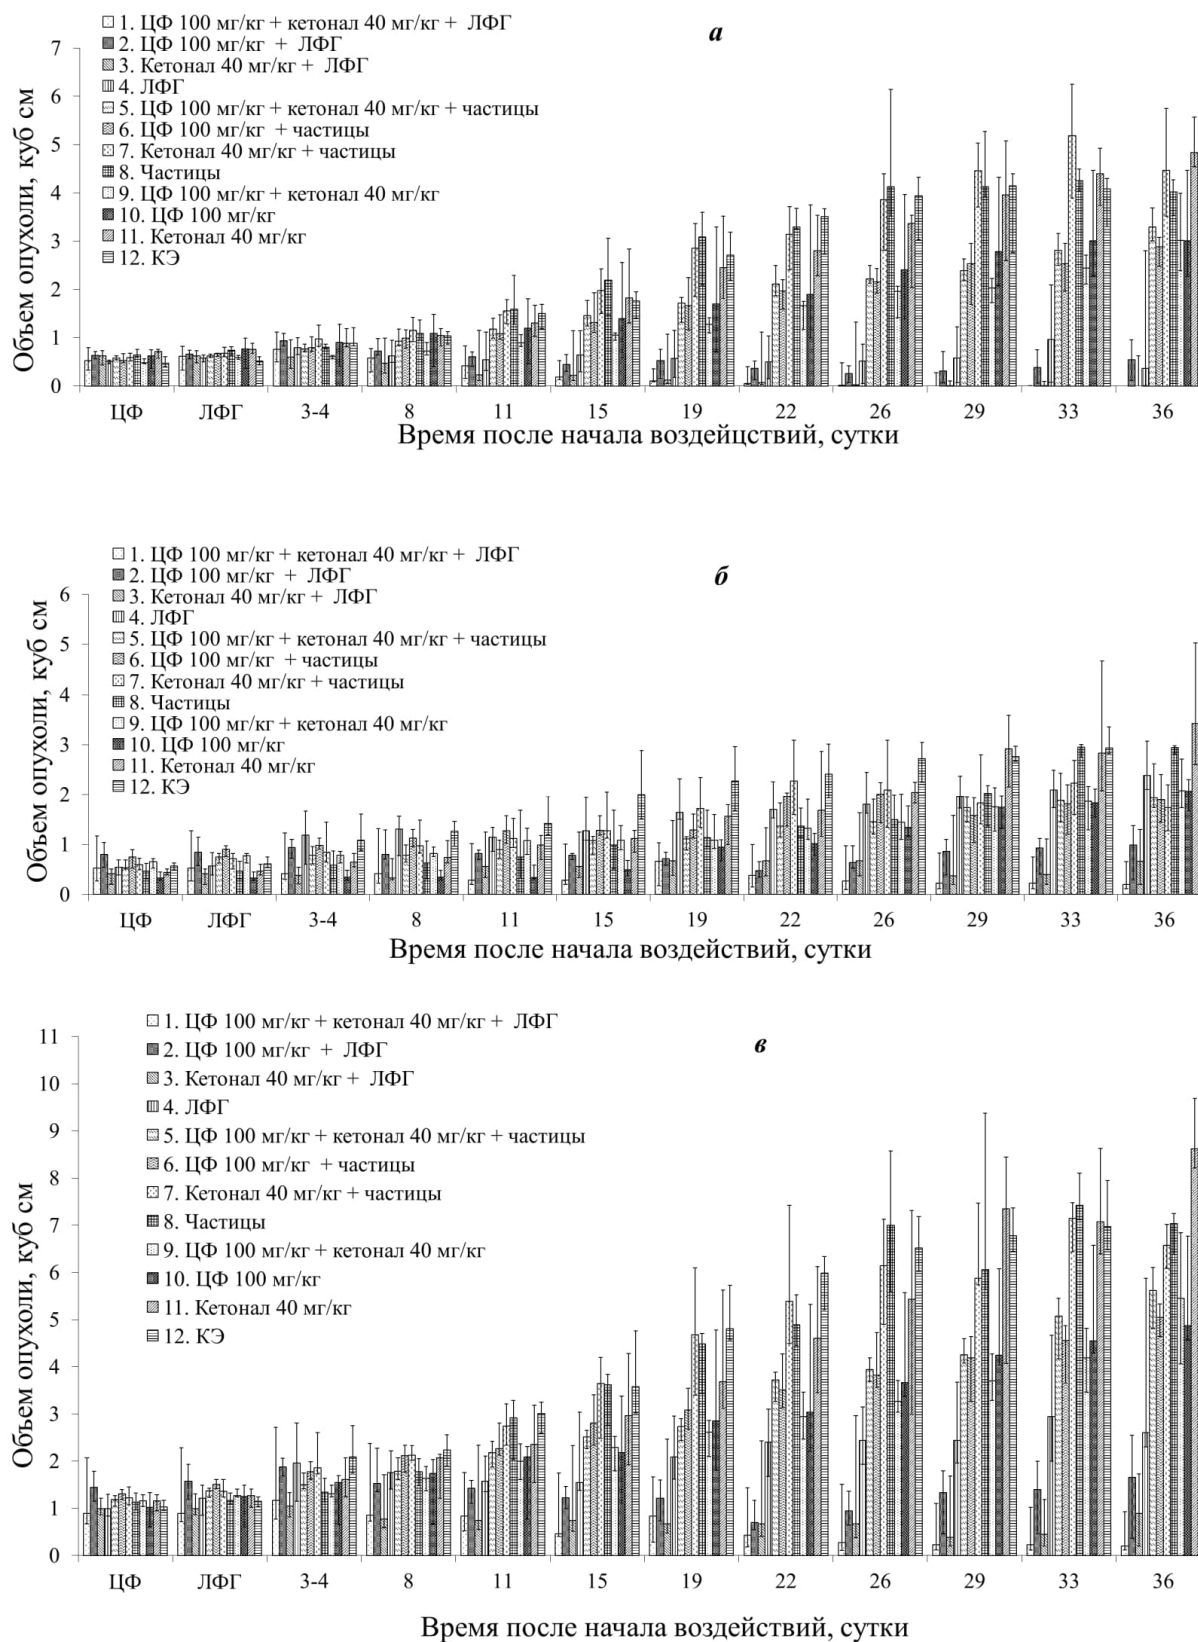 1. ЦФ 100 мг/кг + кетонал 40 мг/кг + ЛФГ
2. ЦФ 100 мг/кг + ЛФГ
3. Кетонал 40 мг/кг + ЛФГ
4. ЛФГ
5. ЦФ 100 мг/кг + кетонал 40 мг/кг + частицы
6. ЦФ 100 мг/кг + частицы
7. Кетонал 40 мг/кг + частицы
8. Частицы
9. ЦФ 100 мг/кг + кетонал 40 мг/кг
10. ЦФ 100 мг/кг
11. Кетонал 40 мг/кг
12. КЭ
а
Объем опухоли, куб см
7
6
5
4
3
2
1
0
ЦФ ЛФГ 3-4 8 11 15 19 22 26 29 33 36
Время после начала воздейцствий, сутки
1. ЦФ 100 мг/кг + кетонал 40 мг/кг + ЛФГ
2. ЦФ 100 мг/кг + ЛФГ
3. Кетонал 40 мг/кг + ЛФГ
4. ЛФГ
5. ЦФ 100 мг/кг + кетонал 40 мг/кг + частицы
6. ЦФ 100 мг/кг + частицы
7. Кетонал 40 мг/кг + частицы
8. Частицы
9. ЦФ 100 мг/кг + кетонал 40 мг/кг
10. ЦФ 100 мг/кг
11. Кетонал 40 мг/кг
12. КЭ
б
Объем опухоли, куб см
6
5
4
3
2
1
0
ЦФ ЛФГ 3-4 8 11 15 19 22 26 29 33 36
Время после начала воздействий, сутки
1. ЦФ 100 мг/кг + кетонал 40 мг/кг + ЛФГ
2. ЦФ 100 мг/кг + ЛФГ
3. Кетонал 40 мг/кг + ЛФГ
4. ЛФГ
5. ЦФ 100 мг/кг + кетонал 40 мг/кг + частицы
6. ЦФ 100 мг/кг + частицы
7. Кетонал 40 мг/кг + частицы
8. Частицы
9. ЦФ 100 мг/кг + кетонал 40 мг/кг
10. ЦФ 100 мг/кг
11. Кетонал 40 мг/кг
12. КЭ
в
Объем опухоли, куб см
11
10
9
8
7
6
5
4
3
2
1
0
ЦФ ЛФГ 3-4 8 11 15 19 22 26 29 33 36
Время после начала воздействий, сутки